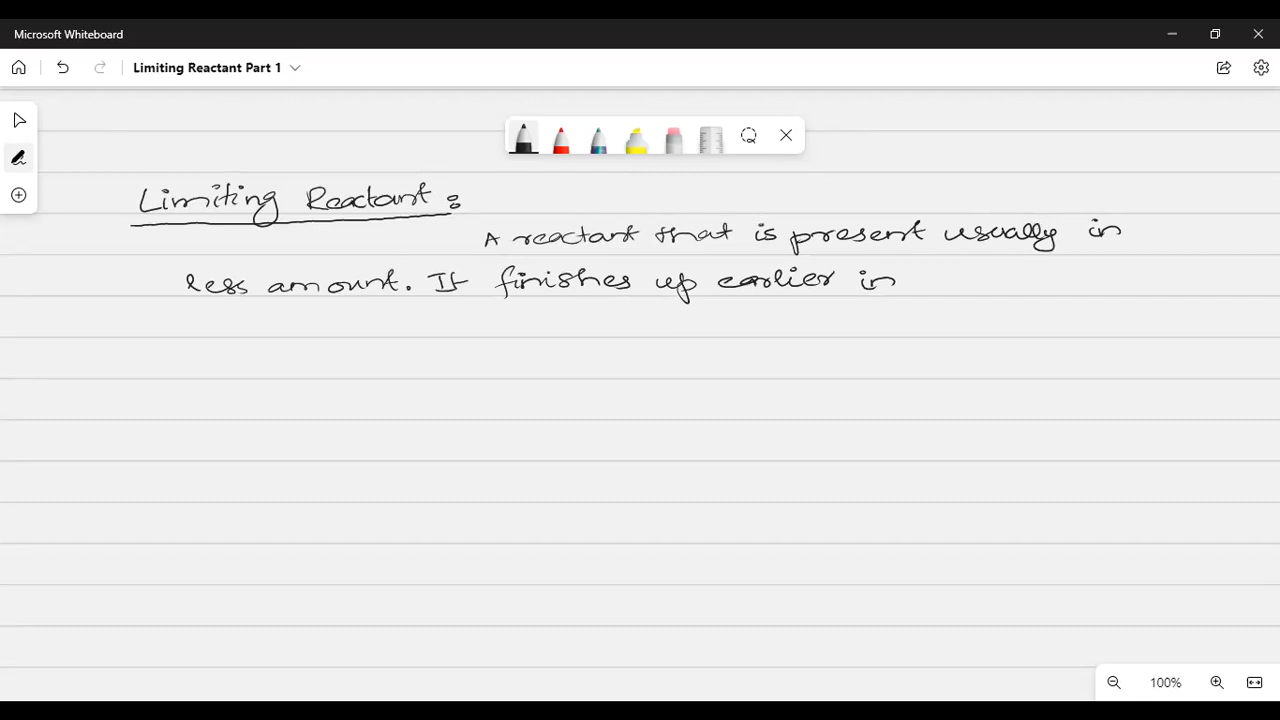 Microsoft Whiteboard
Limiting Reactant Part 1
Limiting Reactant :
A reactant that is present usually in
less amount. It finishes up earlier in
100%